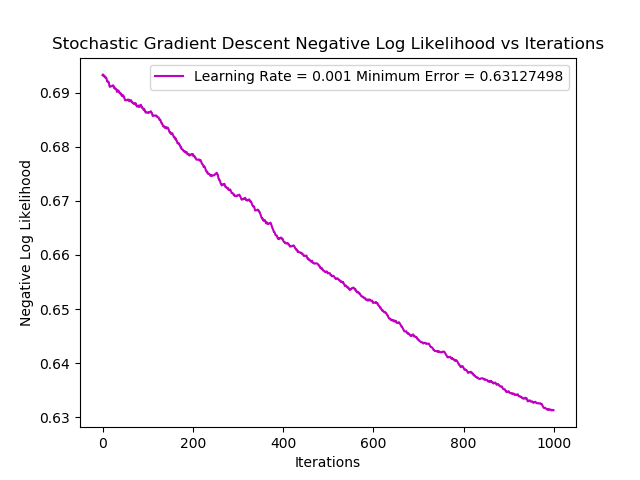 Stochastic Gradient Descent Negative Log Likelihood vs Iterations
Learning Rate = 0.001 Minimum Error = 0.63127498
Negative Log Likelihood
0.69
0.68
0.67
0.66
0.65
0.64
0.63
0 200 400 600 800 1000
Iterations